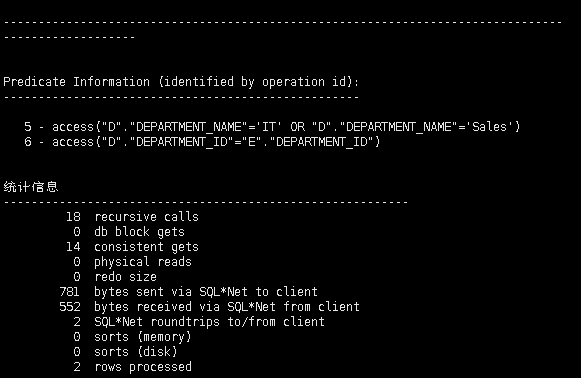 --------------------------------------------------------------------------------
-------------------
Predicate Information (identified by operation id):
---------------------------------------------------
   5 - access("D"."DEPARTMENT_NAME"='IT' OR "D"."DEPARTMENT_NAME"='Sales')
   6 - access("D"."DEPARTMENT_ID"="E"."DEPARTMENT_ID")
统计信息
----------------------------------------------------------
         18  recursive calls
          0  db block gets
         14  consistent gets
          0  physical reads
          0  redo size
        781  bytes sent via SQL*Net to client
        552  bytes received via SQL*Net from client
          2  SQL*Net roundtrips to/from client
          0  sorts (memory)
          0  sorts (disk)
          2  rows processed